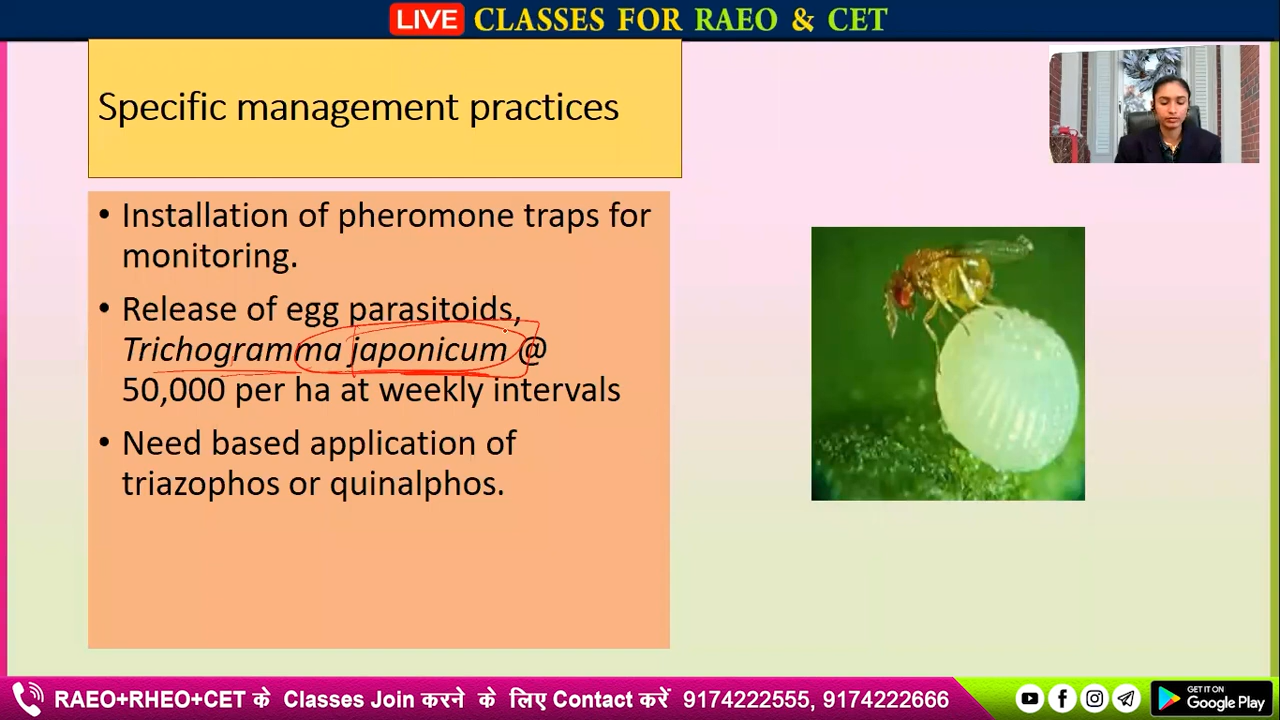 LIVE CLASSES FOR RAEO & CET
Specific management practices
• Installation of pheromone traps for
monitoring.
• Release of egg parasitoids,
Trichogramma japonicum @
50,000 per ha at weekly intervals
• Need based application of
triazophos or quinalphos.
RAEO+RHEO+CET के Classes Join करने के लिए Contact करें 9174222555, 9174222666
GET IT ON
Google Play